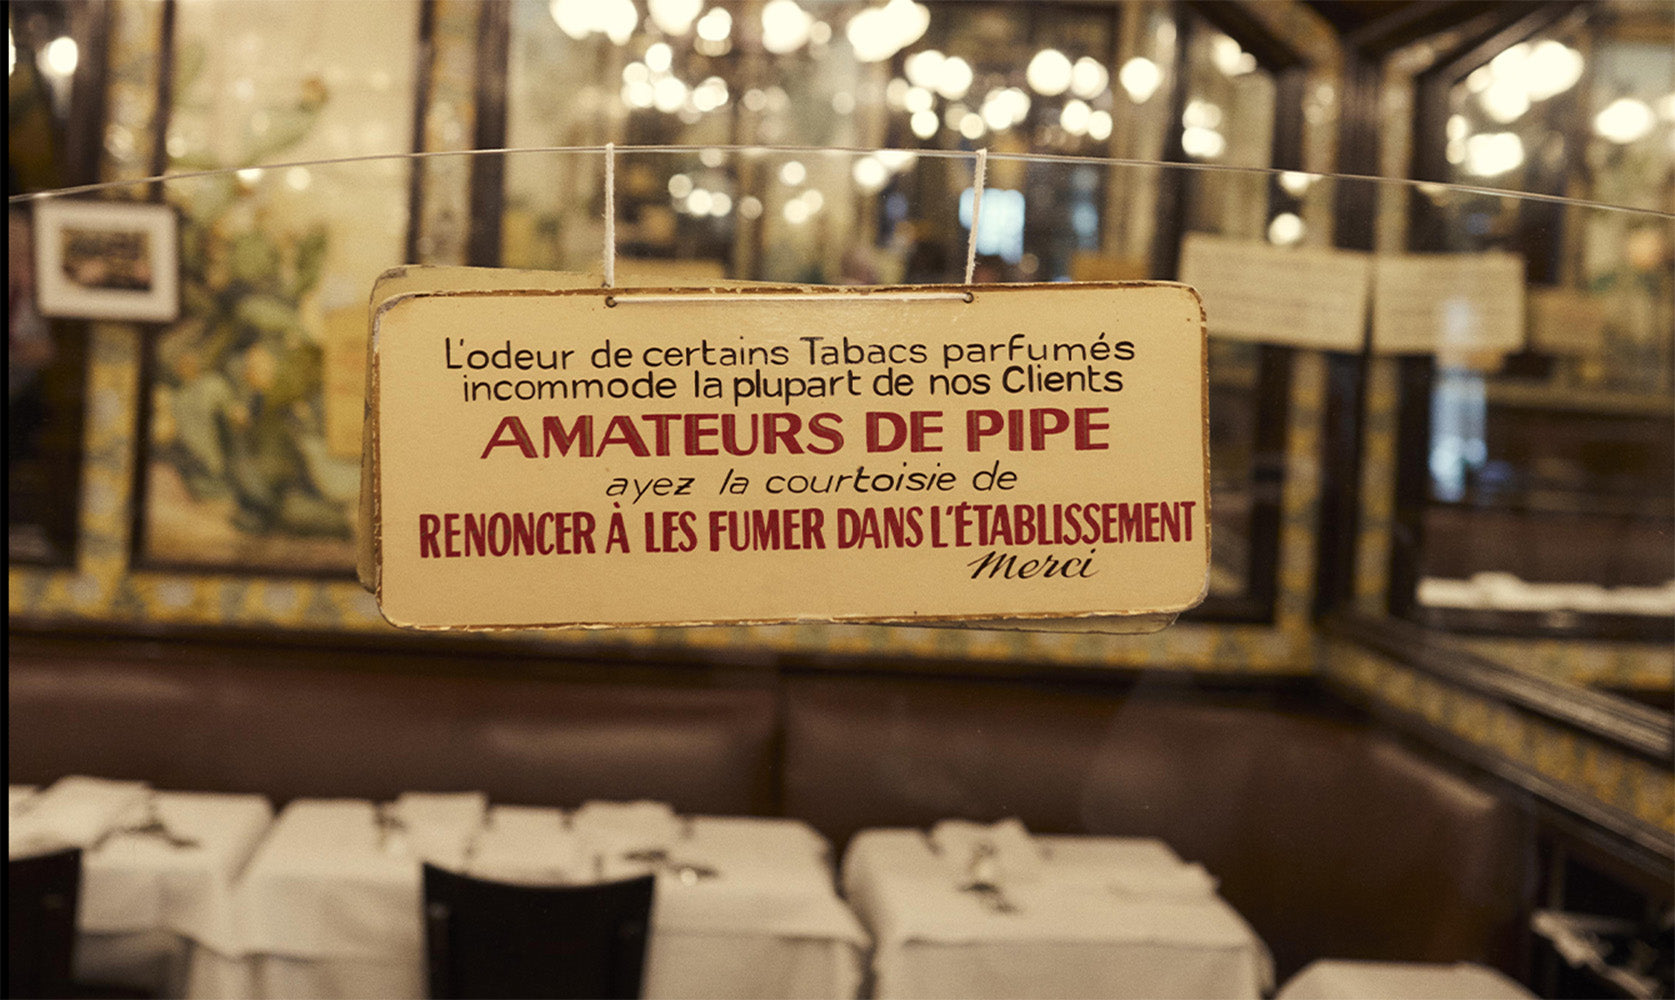 L'odeur de certains Tabacs parfumés
incommode la plupart de nos Clients
AMATEURS DE PIPE
ayez la courtoisie de
RENONCER À LES FUMER DANS L'ÉTABLISSEMENT
Merci